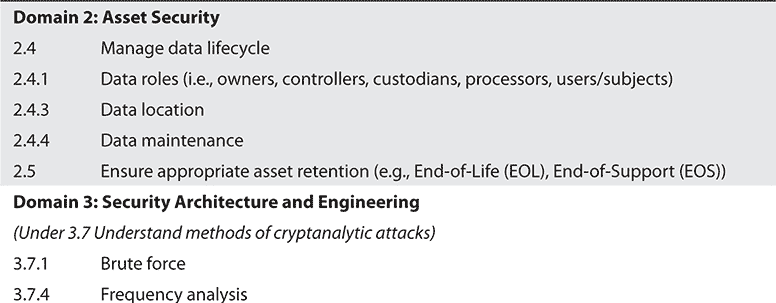 Domain 2: Asset Security
2.4 Manage data lifecycle
2.4.1 Data roles (i.e., owners, controllers, custodians, processors, users/subjects)
2.4.3 Data location
2.4.4 Data maintenance
2.5 Ensure appropriate asset retention (e.g., End-of-Life (EOL), End-of-Support (EOS))
Domain 3: Security Architecture and Engineering
(Under 3.7 Understand methods of cryptanalytic attacks)
3.7.1 Brute force
3.7.4 Frequency analysis